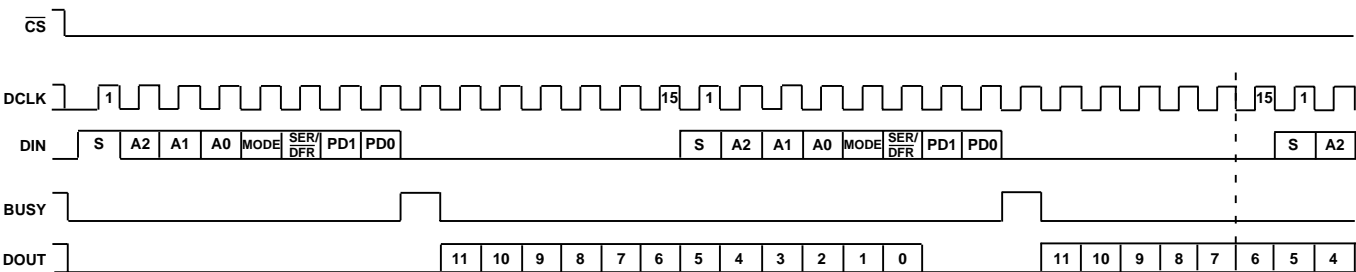 CS
DCLK 1 15 1 15 1
DIN S A2 A1 A0 MODE SER/DFR PD1 PD0 S A2 A1 A0 MODE SER/DFR PD1 PD0 S A2
BUSY
DOUT 11 10 9 8 7 6 5 4 3 2 1 0 11 10 9 8 7 6 5 4